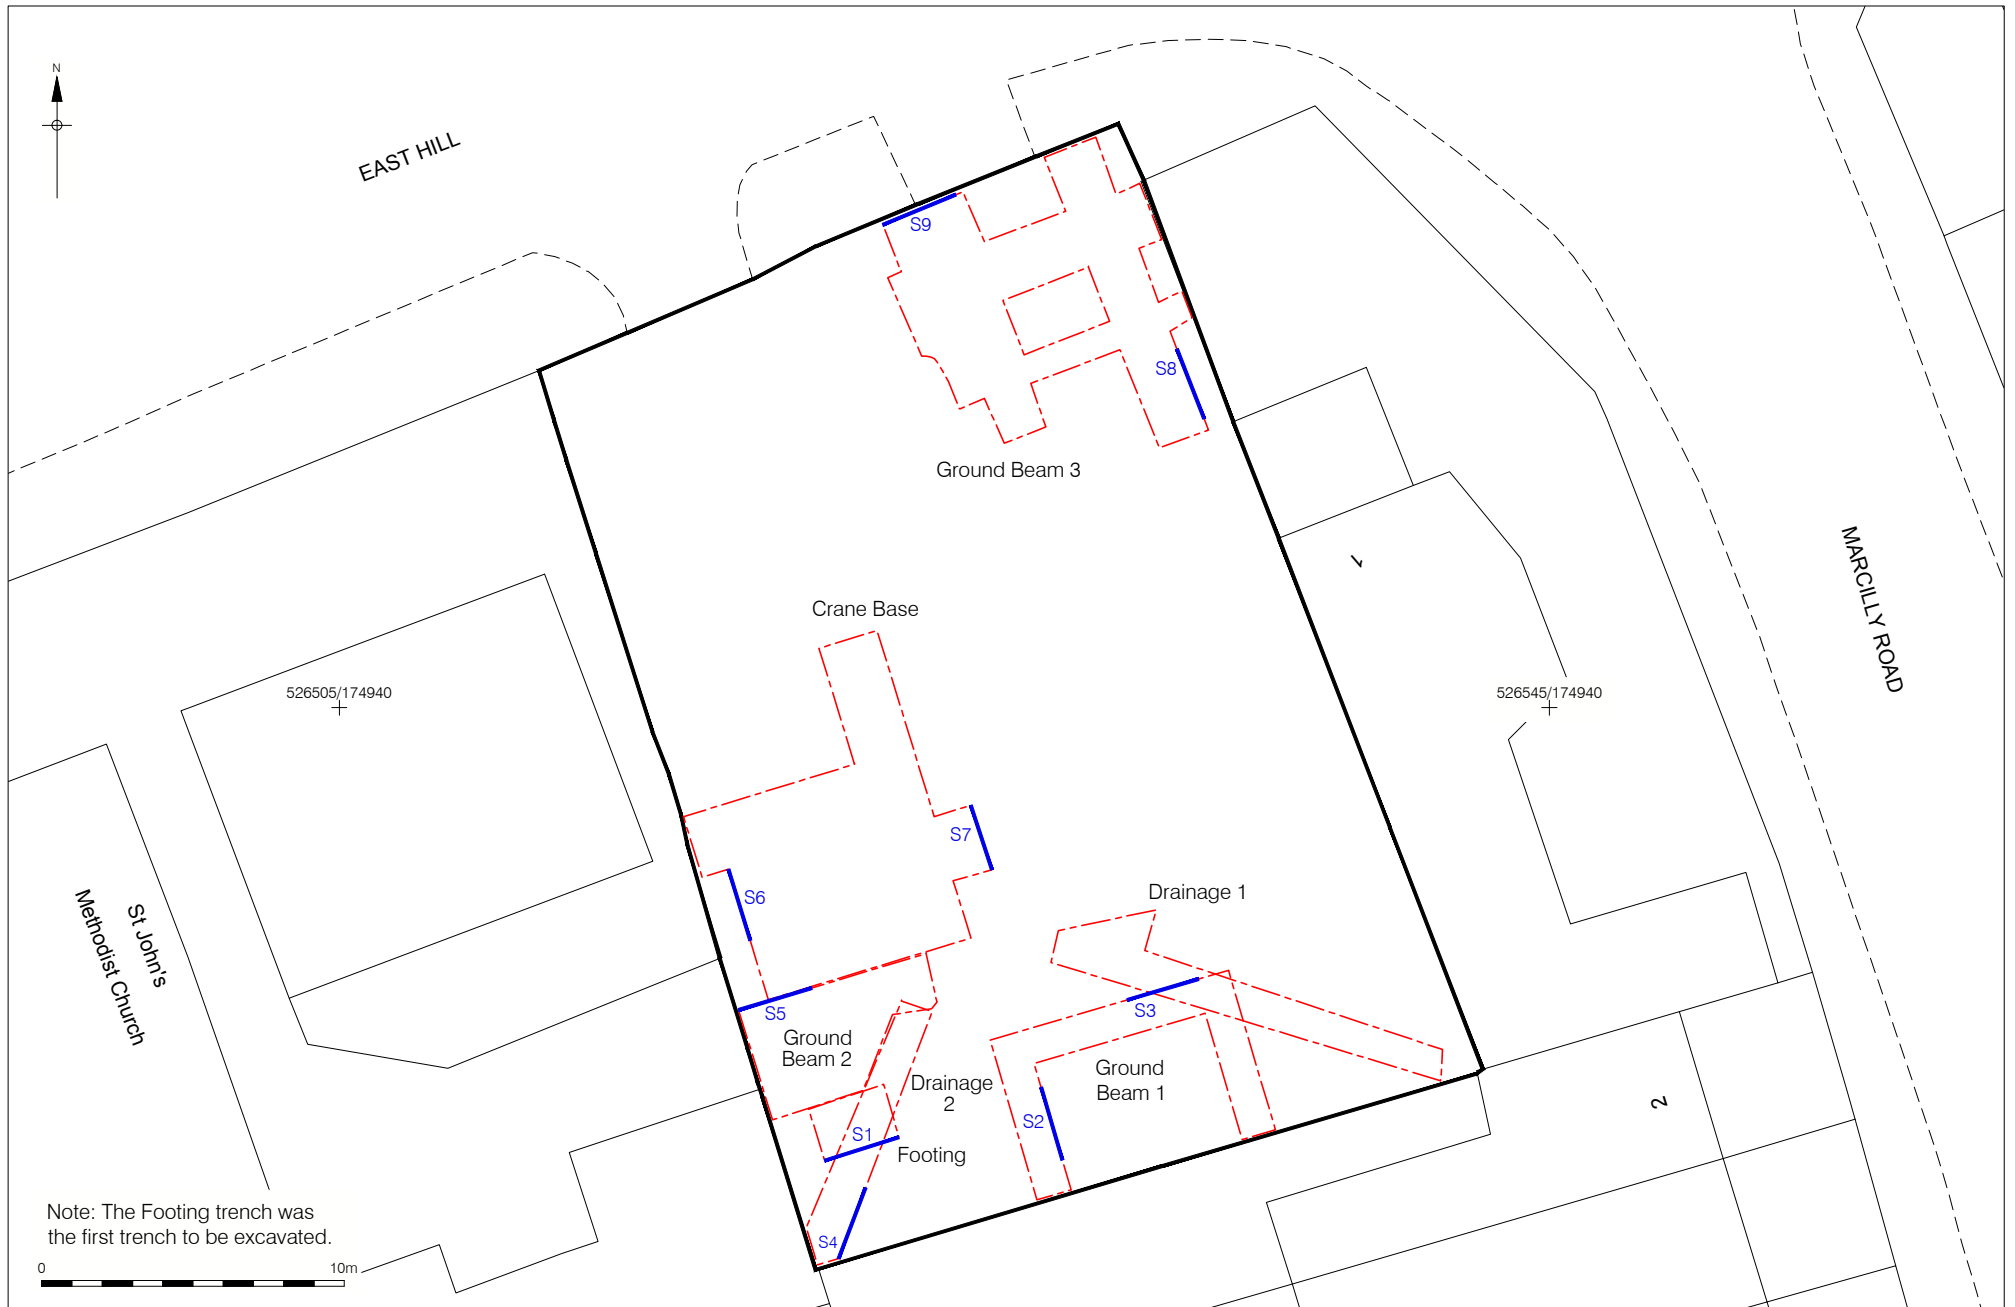 N
EAST HILL
S9
S8
Ground Beam 3
MARCILLY ROAD
1
Crane Base
526505/174940
526545/174940
S7
S6
Drainage 1
St John's
Methodist Church
S5
S3
Ground
Beam 2
Ground
Beam 1
Drainage
2
S2
2
S1
Footing
S4
Note: The Footing trench was
the first trench to be excavated.
0
10m